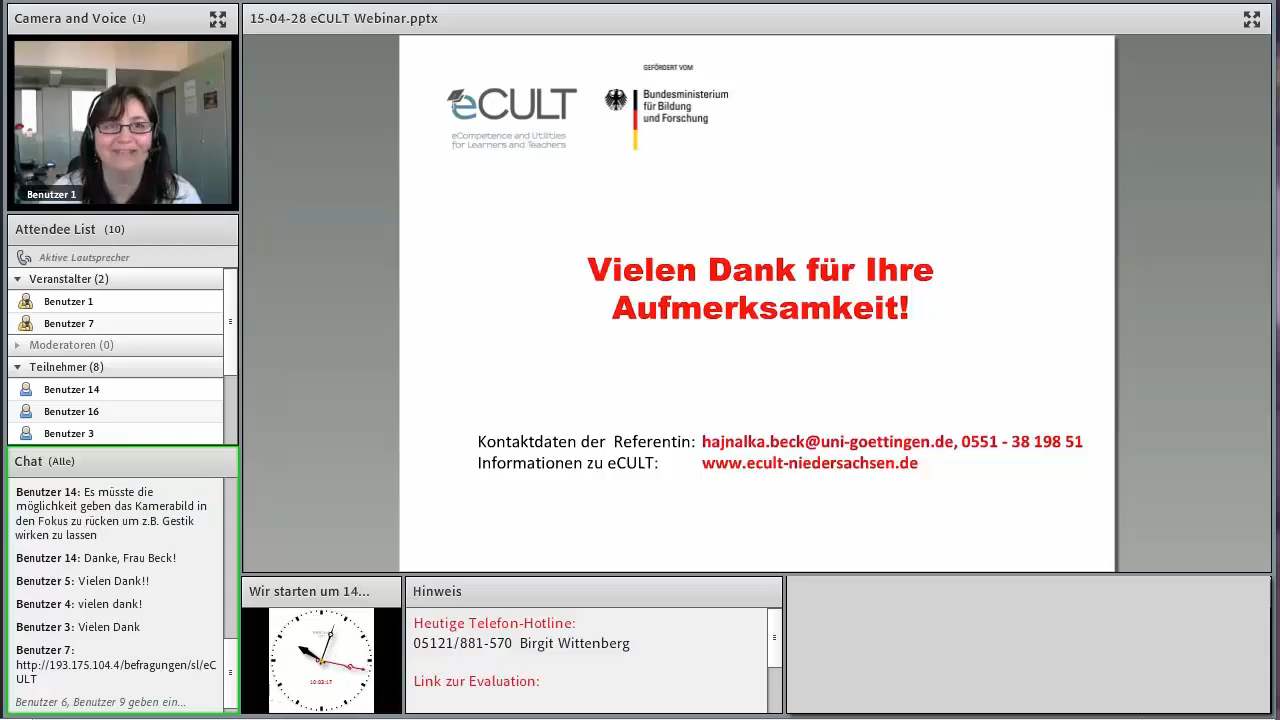 Camera and Voice (1)
Benutzer 1
Attendee List (10)
Aktive Lautsprecher
Veranstalter (2)
Benutzer 1
Benutzer 7
Moderatoren (0)
Teilnehmer (8)
Benutzer 14
Benutzer 16
Benutzer 3
Chat (Alle)
Benutzer 14: Es müsste die
möglichkeit geben das Kamerabild in
den Fokus zu rücken um z.B. Gestik
wirken zu lassen
Benutzer 14: Danke, Frau Beck!
Benutzer 5: Vielen Dank!!
Benutzer 4: vielen dank!
Benutzer 3: Vielen Dank
Benutzer 7:
http://193.175.104.4/befragungen/sl/eC
ULT
Benutzer 6, Benutzer 9 geben ein...
15-04-28 eCULT Webinar.pptx
eCULT
eCompetence and Utilities
for Learners and Teachers
GEFÖRDERT VOM
Bundesministerium
für Bildung
und Forschung
Vielen Dank für Ihre
Aufmerksamkeit!
Kontaktdaten der Referentin: hajnalka.beck@uni-goettingen.de, 0551 - 38 198 51
Informationen zu eCULT: www.ecult-niedersachsen.de
Wir starten um 14...
10:03:17
Hinweis
Heutige Telefon-Hotline:
05121/881-570 Birgit Wittenberg
Link zur Evaluation: